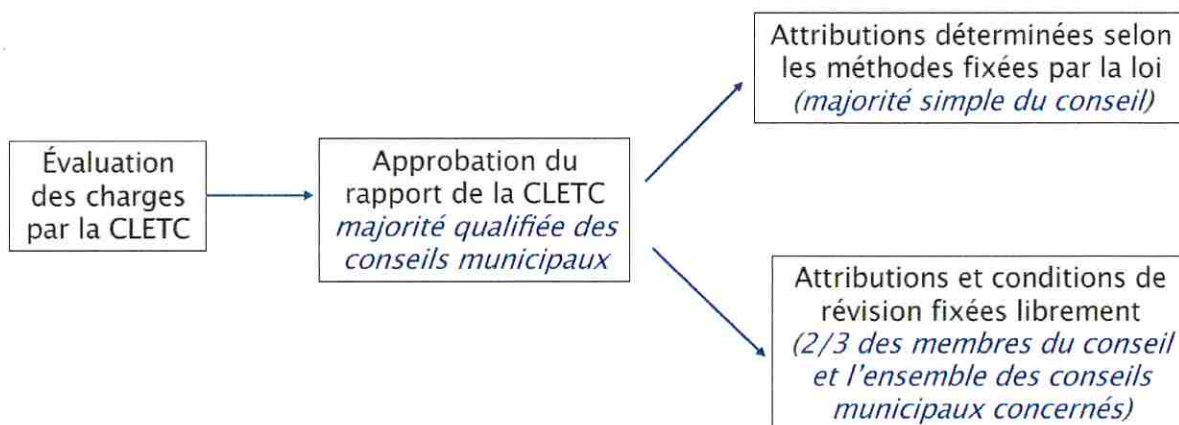 Évaluation
des charges
par la CLETC
Approbation du
rapport de la CLETC
majorité qualifiée des
conseils municipaux
Attributions déterminées selon
les méthodes fixées par la loi
(majorité simple du conseil)
Attributions et conditions de
révision fixées librement
(2/3 des membres du conseil
et l'ensemble des conseils
municipaux concernés)